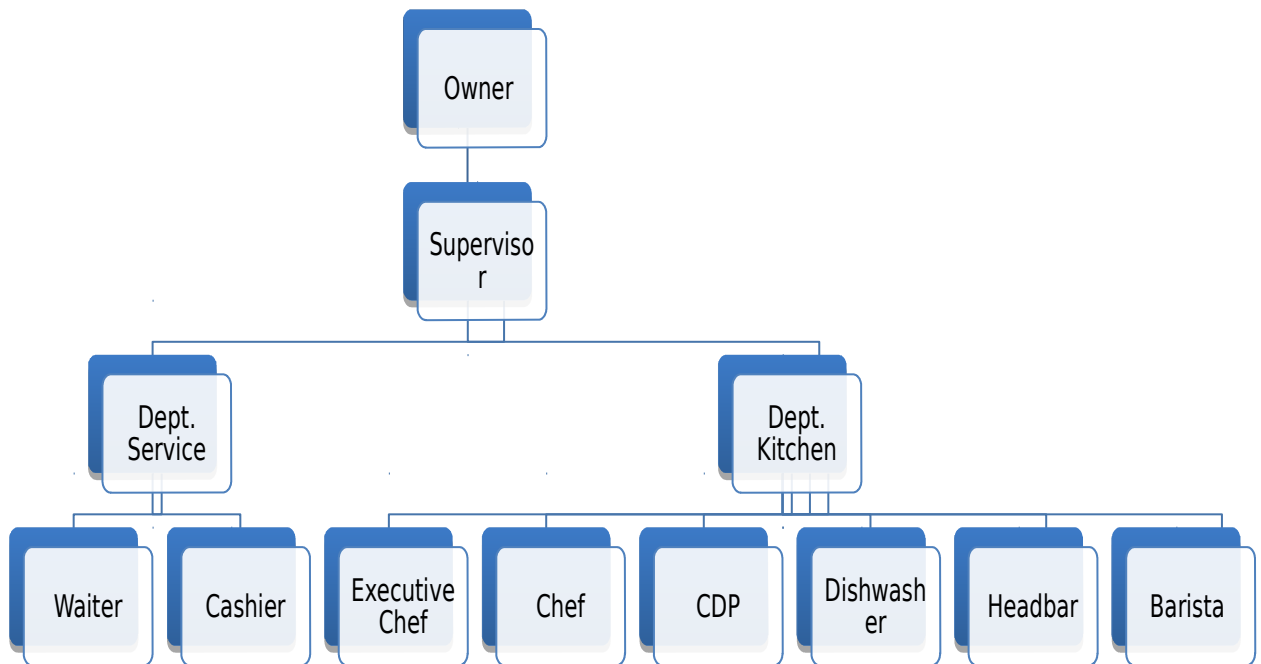 Owner
Superviso
r
Dept.
Service
Dept.
Kitchen
Waiter
Cashier
Executive
Chef
Chef
CDP
Dishwash
er
Headbar
Barista